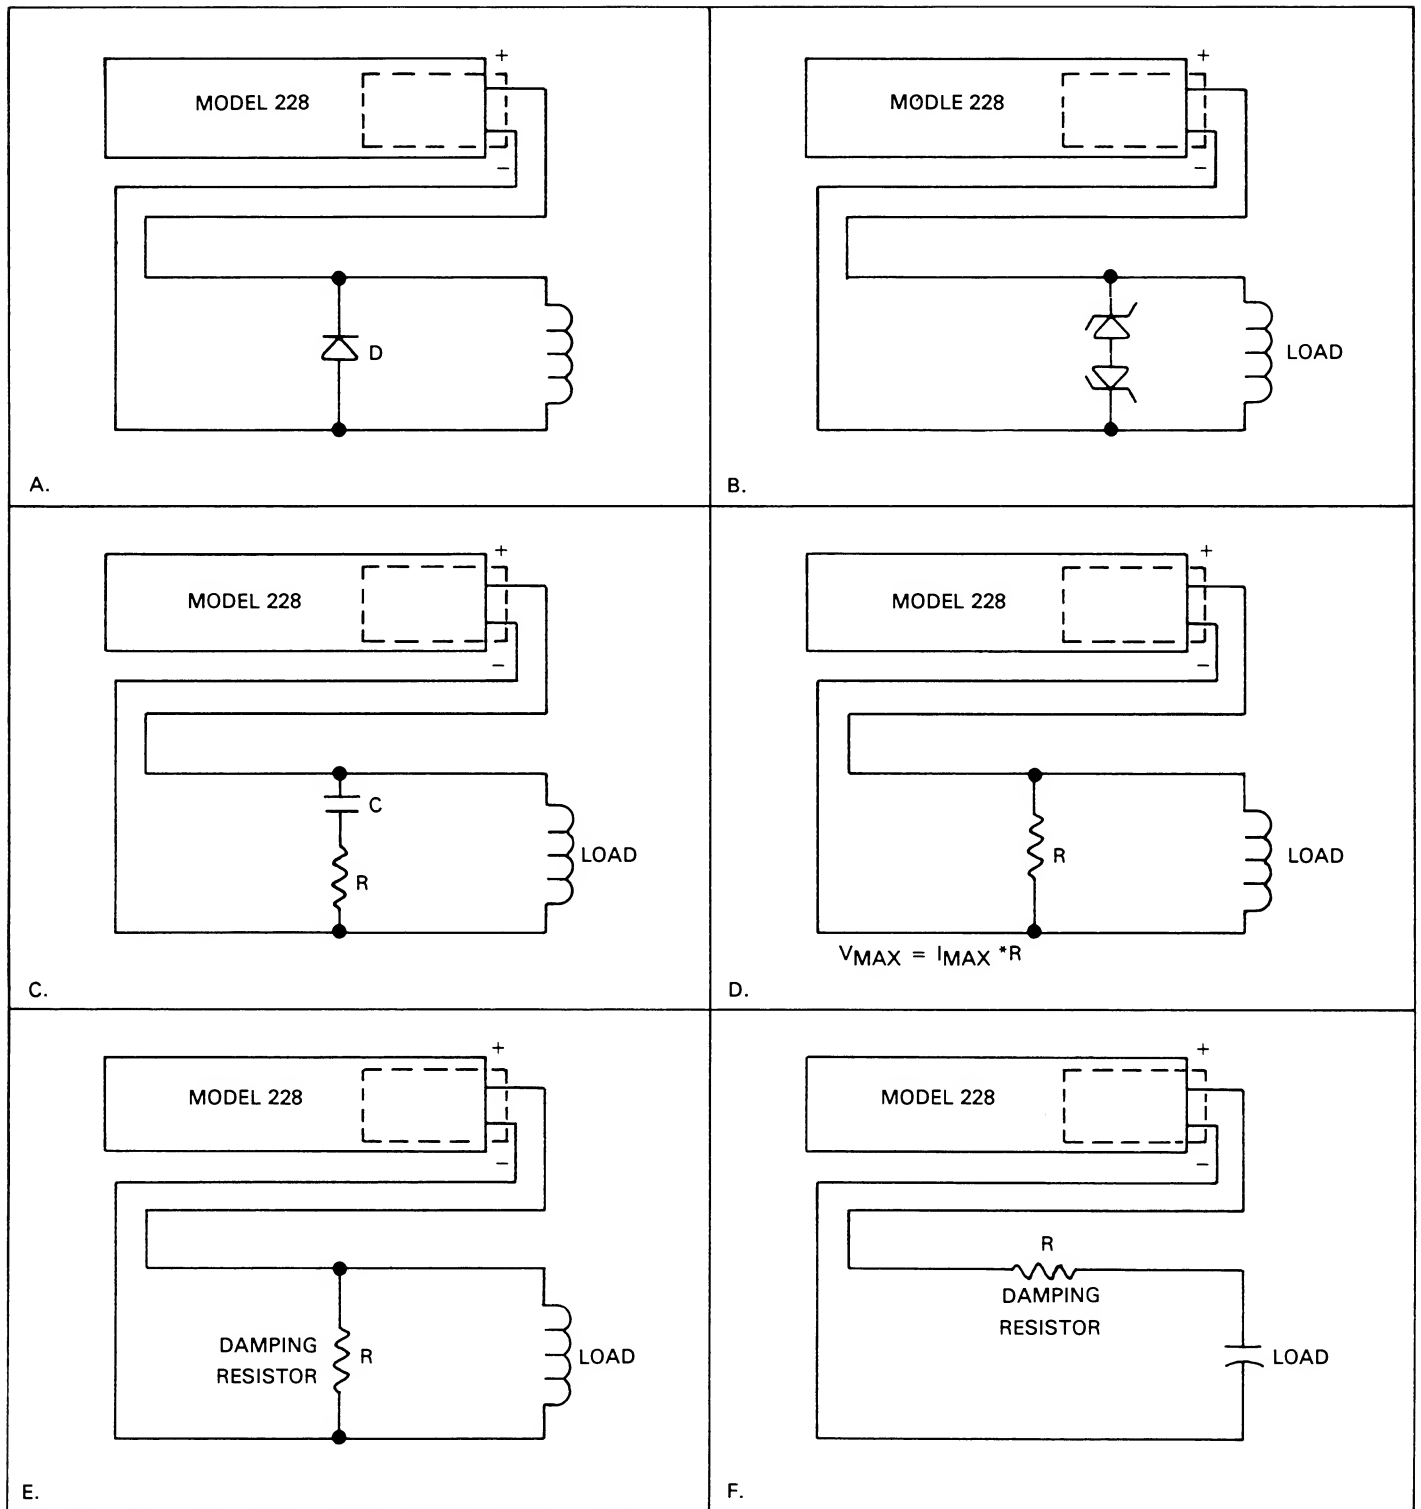 +
MODEL 228
−
D
A.
+
MODLE 228
−
LOAD
B.
+
MODEL 228
−
C
LOAD
R
C.
+
MODEL 228
−
R
LOAD
VMAX = IMAX *R
D.
+
MODEL 228
−
DAMPING
RESISTOR
R
LOAD
E.
+
MODEL 228
−
R
DAMPING
RESISTOR
LOAD
F.